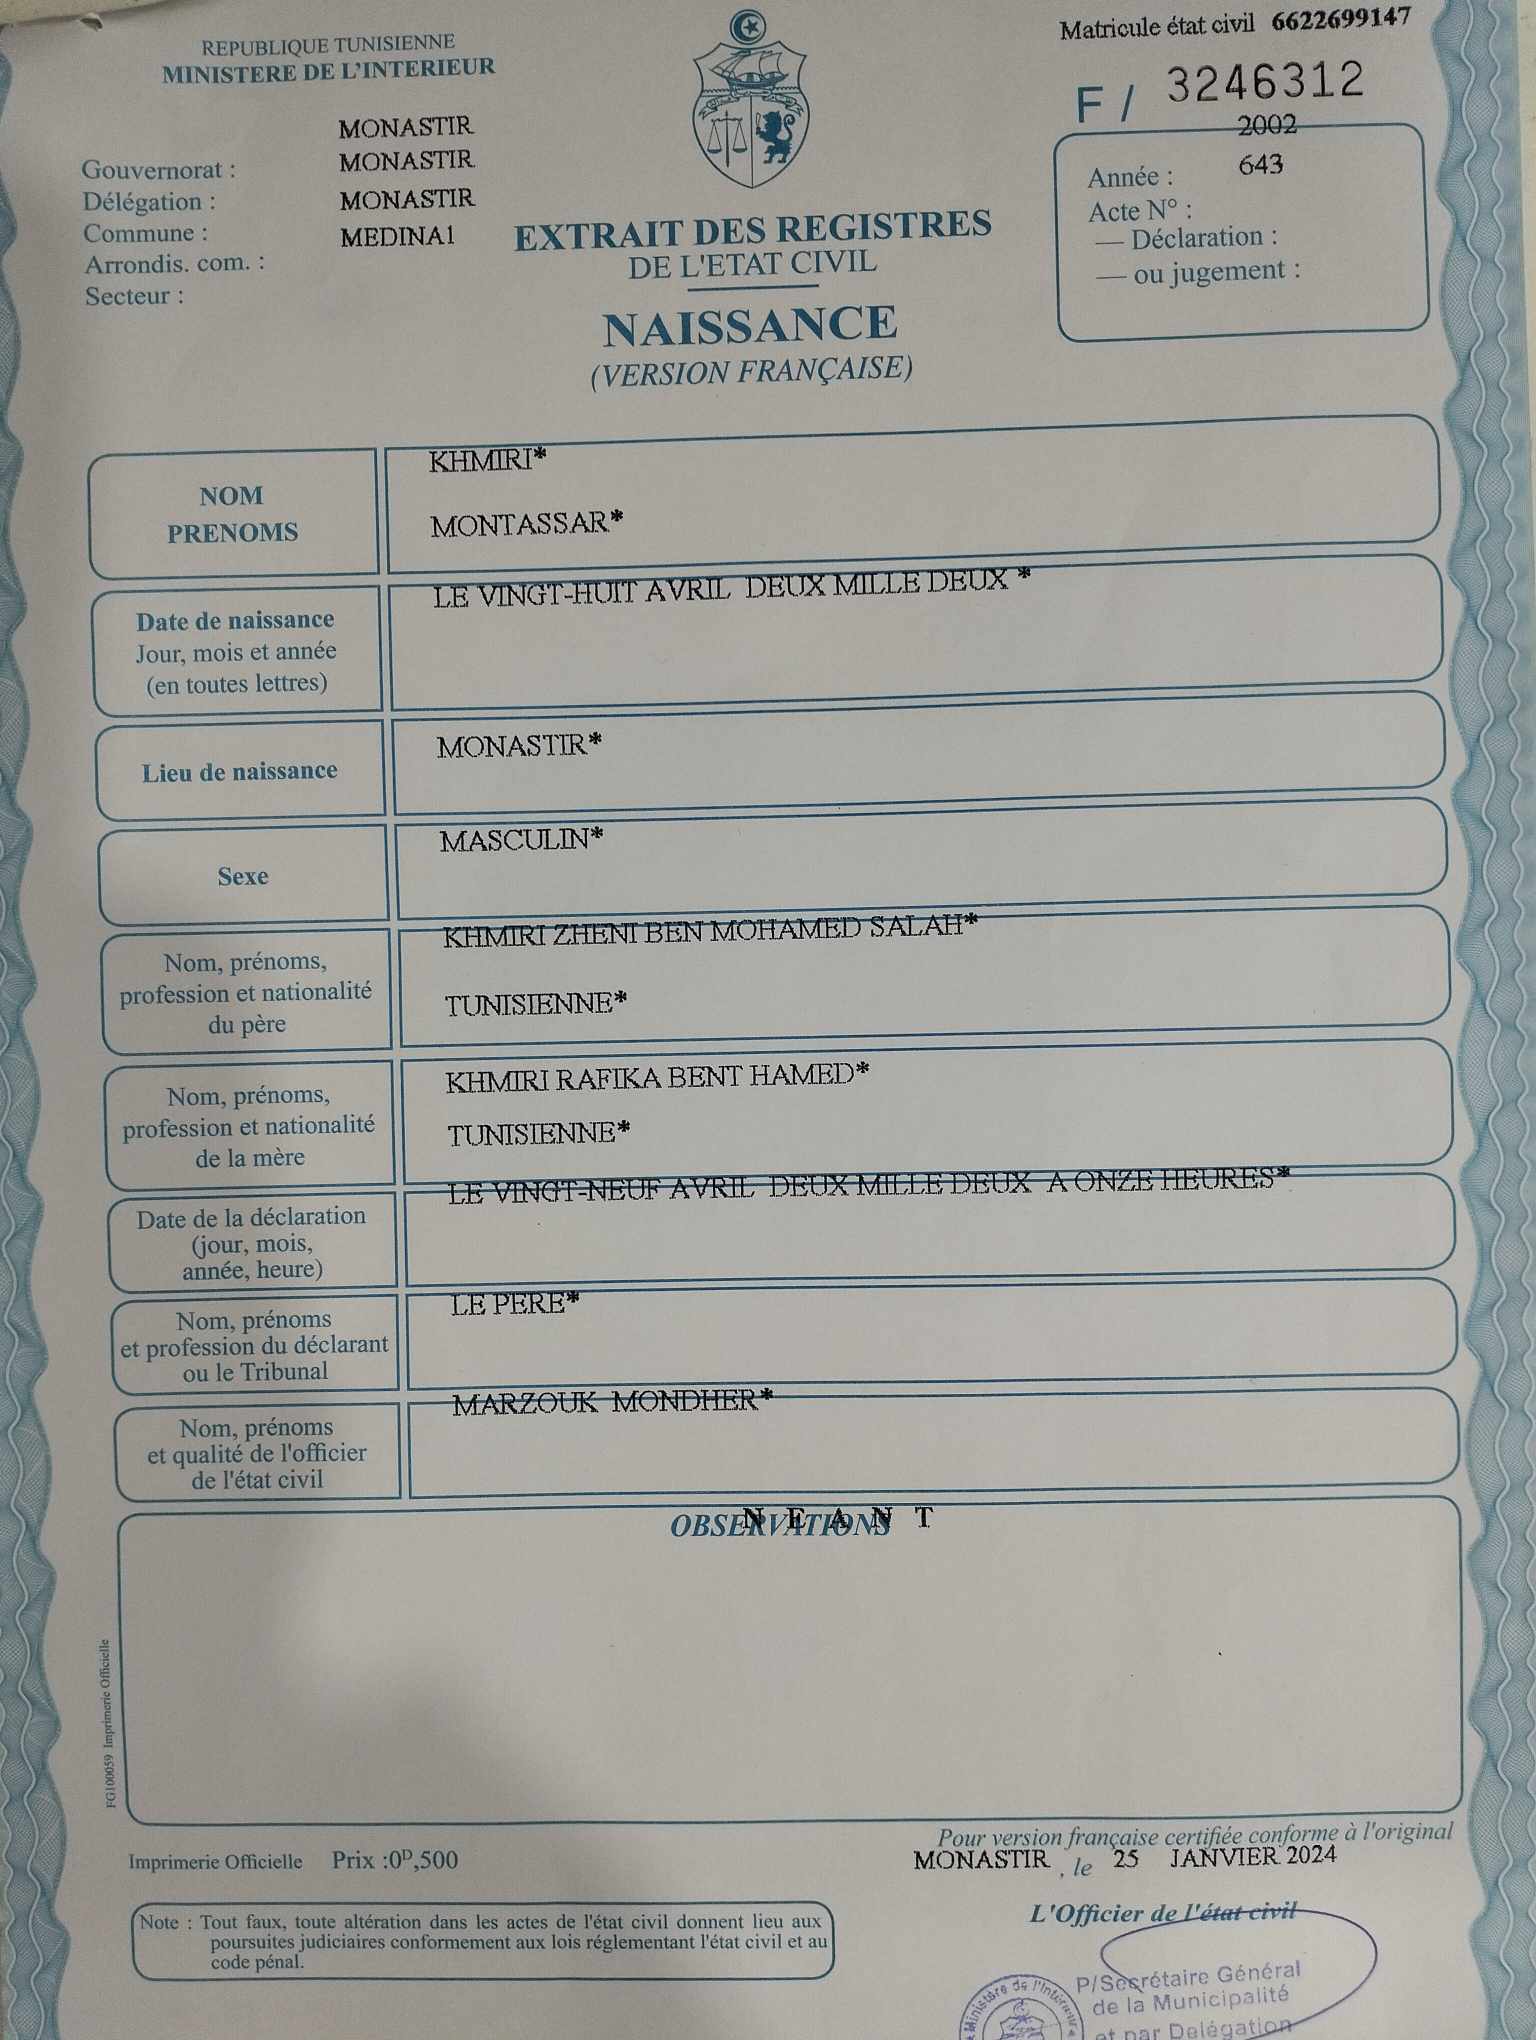 REPUBLIQUE TUNISIENNE
MINISTERE DE L'INTERIEUR
Matricule état civil 6622699147
F / 3246312
MONASTIR
Gouvernorat : MONASTIR
Délégation : MONASTIR
Commune : MEDINA1
Arrondis. com. :
Secteur :
2002
Année : 643
Acte N° :
— Déclaration :
— ou jugement :
EXTRAIT DES REGISTRES
DE L'ETAT CIVIL
NAISSANCE
(VERSION FRANÇAISE)
NOM
PRENOMS
KHMIRI*
MONTASSAR*
Date de naissance
Jour, mois et année
(en toutes lettres)
LE VINGT-HUIT AVRIL DEUX MILLE DEUX *
Lieu de naissance
MONASTIR*
Sexe
MASCULIN*
Nom, prénoms,
profession et nationalité
du père
KHMIRI ZHENI BEN MOHAMED SALAH*
TUNISIENNE*
Nom, prénoms,
profession et nationalité
de la mère
KHMIRI RAFIKA BENT HAMED*
TUNISIENNE*
Date de la déclaration
(jour, mois,
année, heure)
LE VINGT-NEUF AVRIL DEUX MILLE DEUX A ONZE HEURES*
Nom, prénoms
et profession du déclarant
ou le Tribunal
LE PERE*
Nom, prénoms
et qualité de l'officier
de l'état civil
MARZOUK MONDHER*
OBSERVATIONS
N E A N T
FG100059 Imprimerie Officielle
Imprimerie Officielle Prix :0ᴰ,500
Pour version française certifiée conforme à l'original
MONASTIR , le 25 JANVIER 2024
L'Officier de l'état civil
Note : Tout faux, toute altération dans les actes de l'état civil donnent lieu aux
poursuites judiciaires conformement aux lois réglementant l'état civil et au
code pénal.
P/Secrétaire Général
de la Municipalité
et par Délégation
Ministère de l'Intérieur